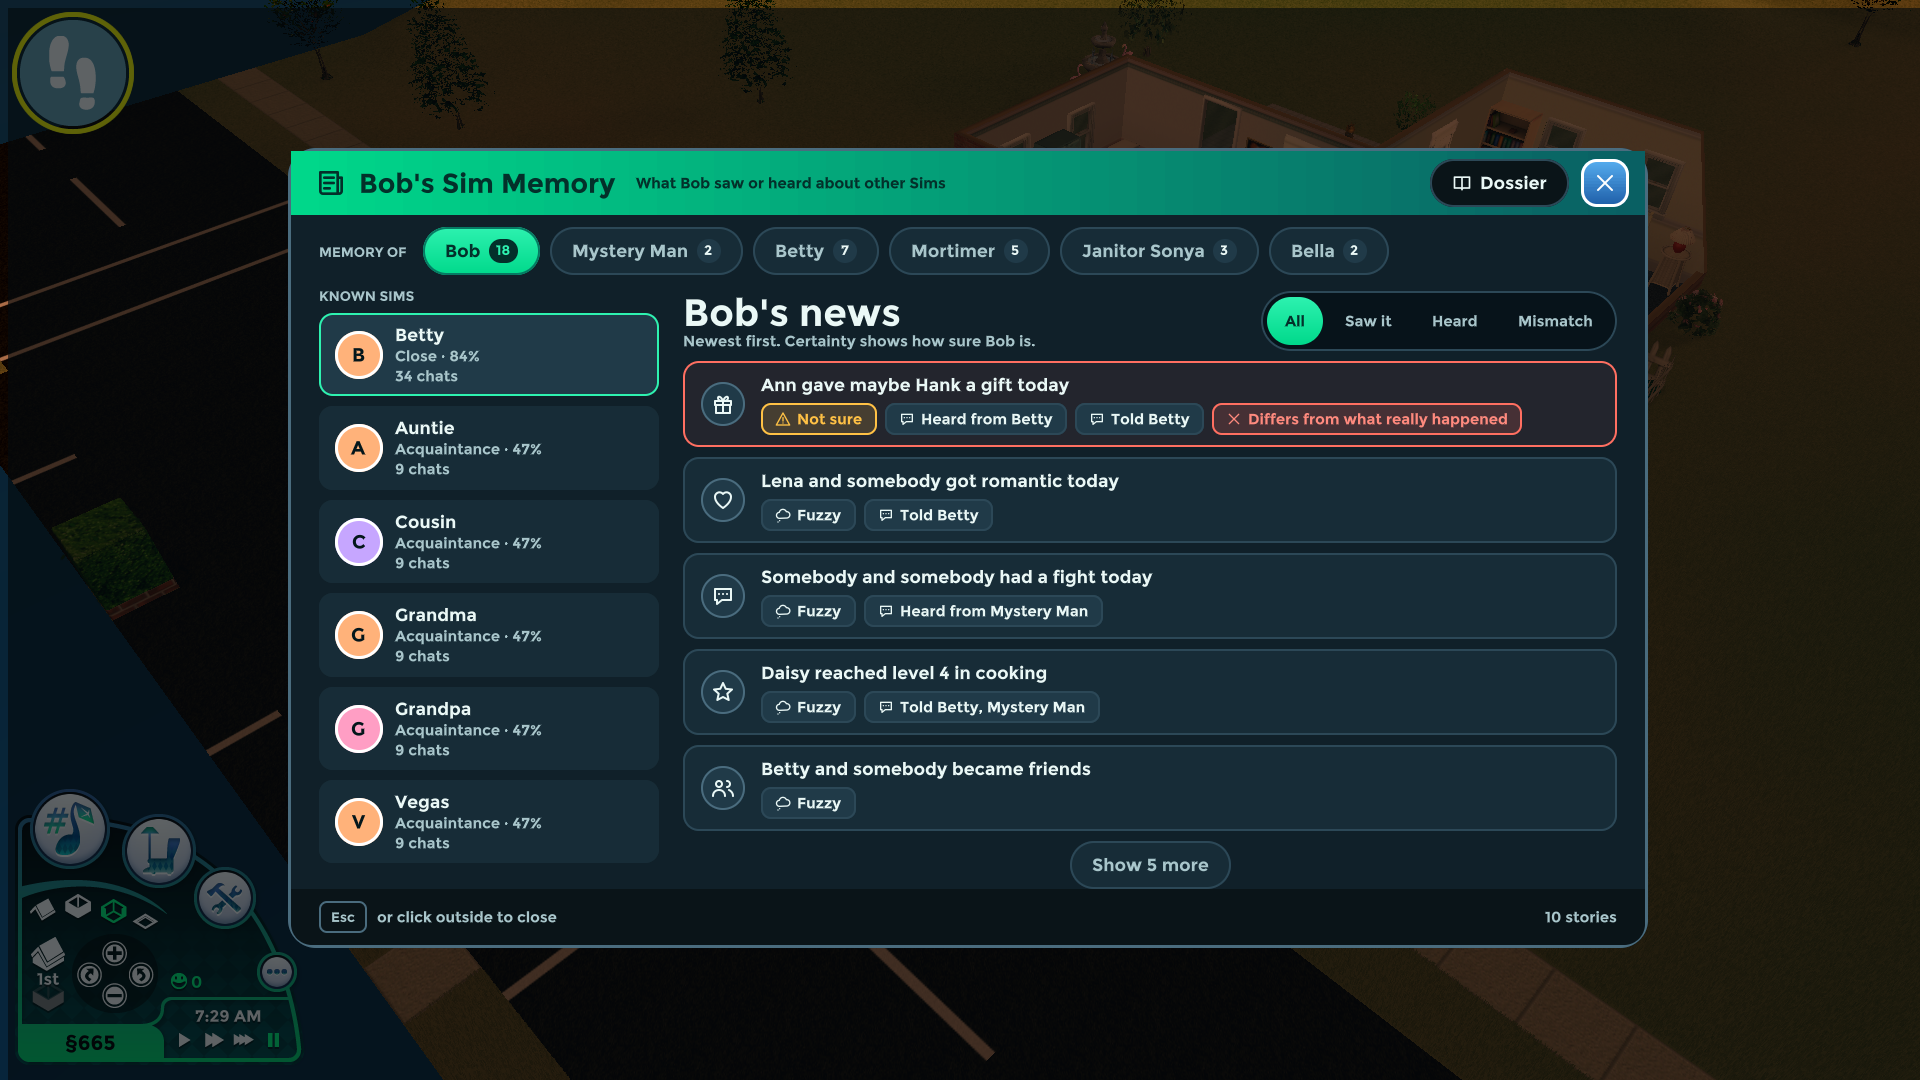 Bob's Sim Memory
What Bob saw or heard about other Sims
Dossier
MEMORY OF
Bob 18
Mystery Man 2
Betty 7
Mortimer 5
Janitor Sonya 3
Bella 2
KNOWN SIMS
B
Betty
Close · 84%
34 chats
A
Auntie
Acquaintance · 47%
9 chats
C
Cousin
Acquaintance · 47%
9 chats
G
Grandma
Acquaintance · 47%
9 chats
G
Grandpa
Acquaintance · 47%
9 chats
V
Vegas
Acquaintance · 47%
9 chats
Bob's news
Newest first. Certainty shows how sure Bob is.
All
Saw it
Heard
Mismatch
Ann gave maybe Hank a gift today
Not sure
Heard from Betty
Told Betty
Differs from what really happened
Lena and somebody got romantic today
Fuzzy
Told Betty
Somebody and somebody had a fight today
Fuzzy
Heard from Mystery Man
Daisy reached level 4 in cooking
Fuzzy
Told Betty, Mystery Man
Betty and somebody became friends
Fuzzy
Show 5 more
Esc
or click outside to close
10 stories
1st
0
7:29 AM
§665